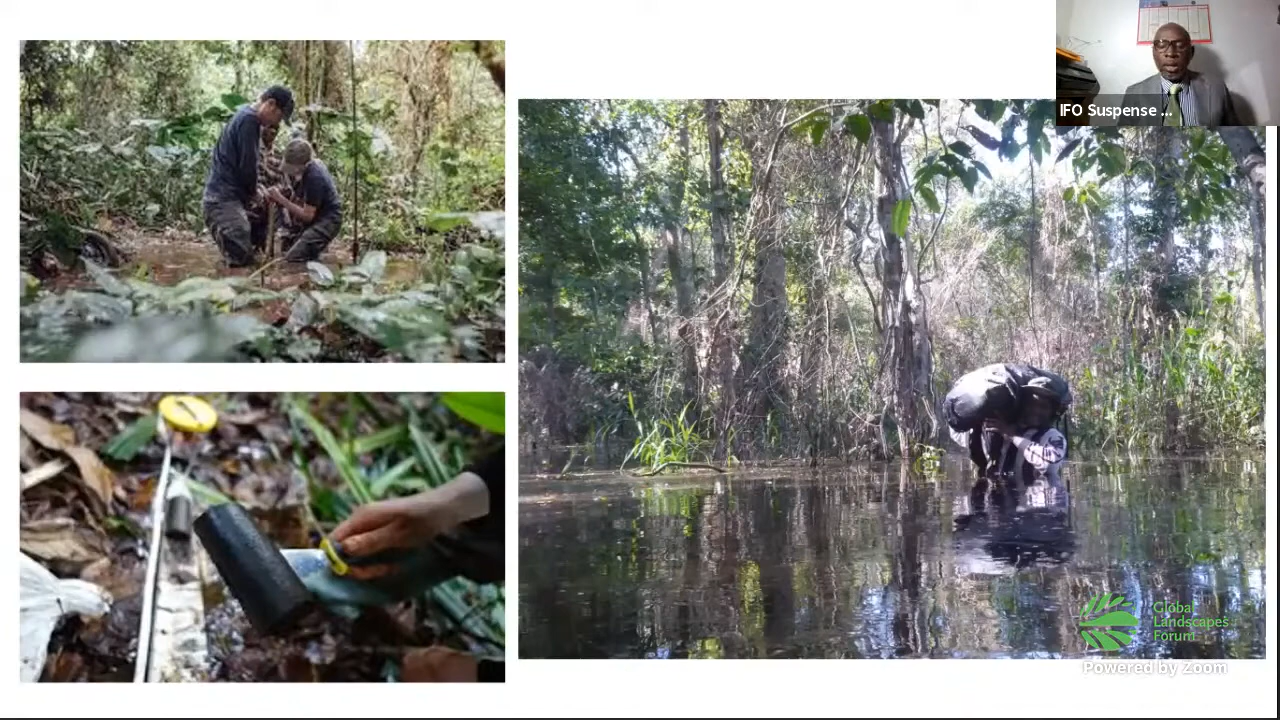 IFO Suspense ...
Global
Landscapes
Forum
Powered by Zoom